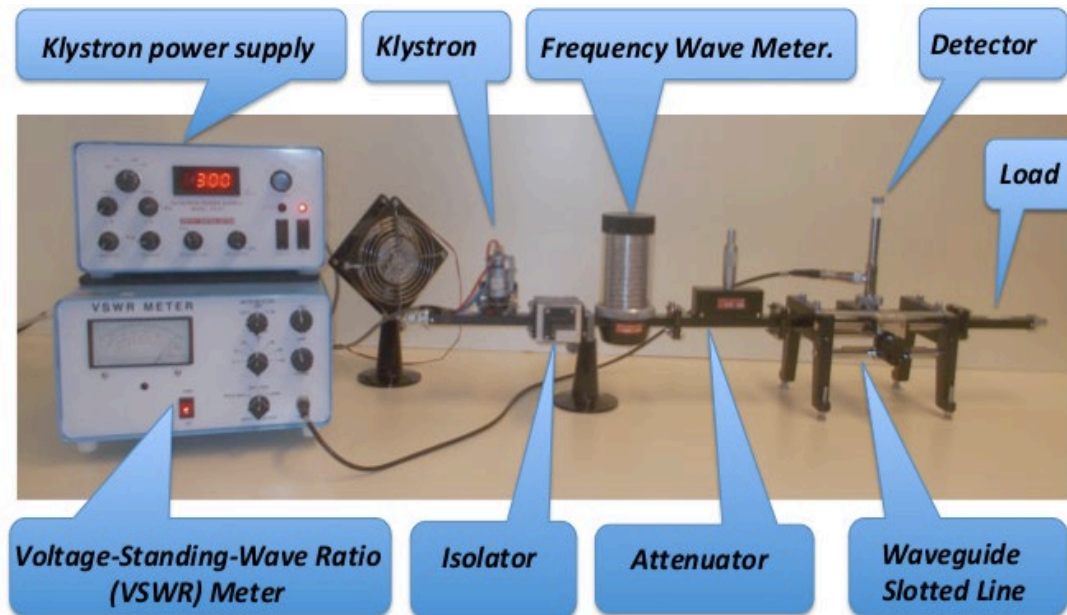 Klystron power supply
Klystron
Frequency Wave Meter.
Detector
Load
300
VSWR METER
Voltage-Standing-Wave Ratio
(VSWR) Meter
Isolator
Attenuator
Waveguide
Slotted Line